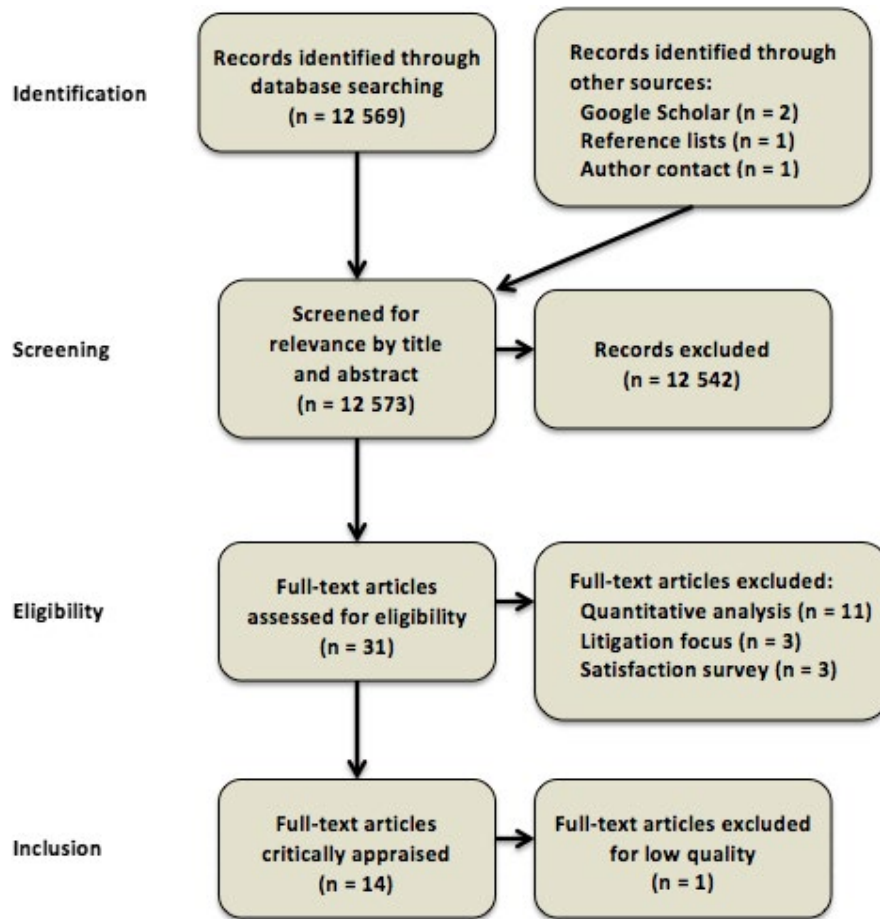 Identification
Records identified through
database searching
(n = 12 569)
Records identified through
other sources:
Google Scholar (n = 2)
Reference lists (n = 1)
Author contact (n = 1)
Screening
Screened for
relevance by title
and abstract
(n = 12 573)
Records excluded
(n = 12 542)
Eligibility
Full-text articles
assessed for eligibility
(n = 31)
Full-text articles excluded:
Quantitative analysis (n = 11)
Litigation focus (n = 3)
Satisfaction survey (n = 3)
Inclusion
Full-text articles
critically appraised
(n = 14)
Full-text articles excluded
for low quality
(n = 1)